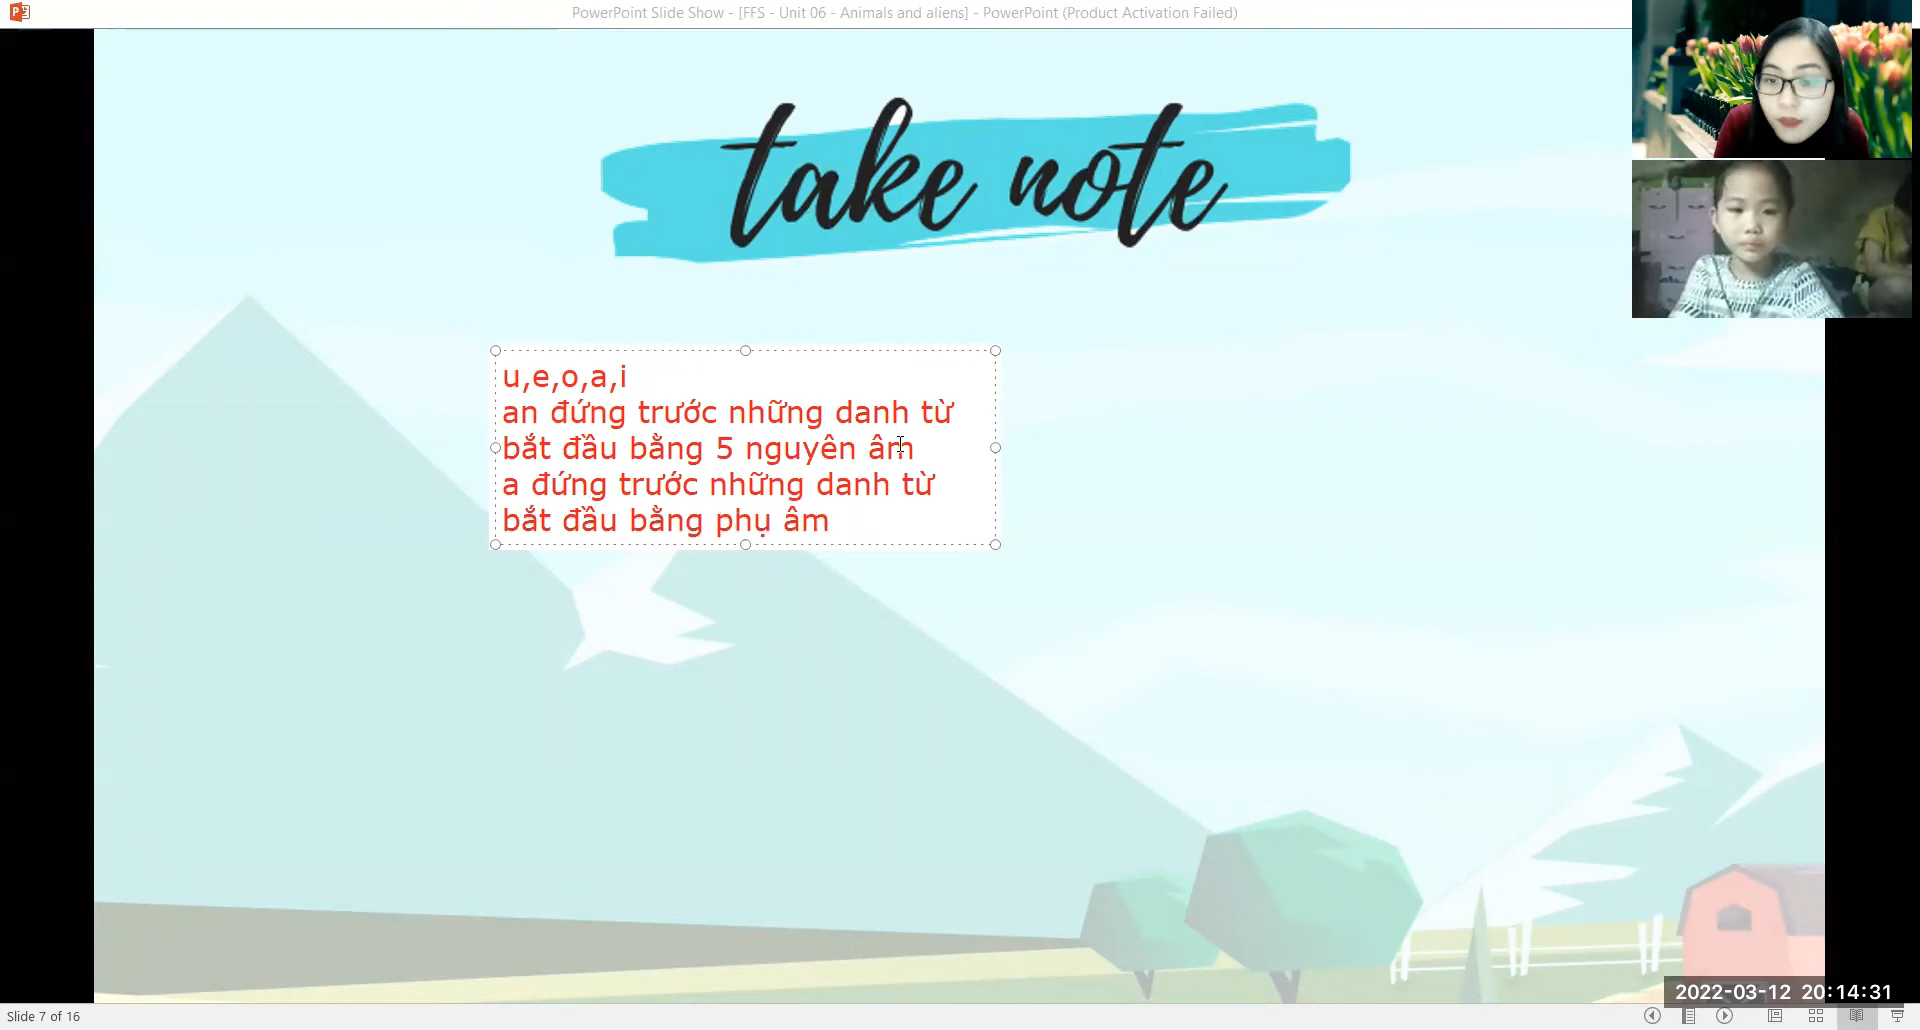 PowerPoint Slide Show - [FFS - Unit 06 - Animals and aliens] - PowerPoint (Product Activation Failed)
take note
u,e,o,a,i
an đứng trước những danh từ
bắt đầu bằng 5 nguyên âm
a đứng trước những danh từ
bắt đầu bằng phụ âm
2022-03-12 20:14:31
Slide 7 of 16